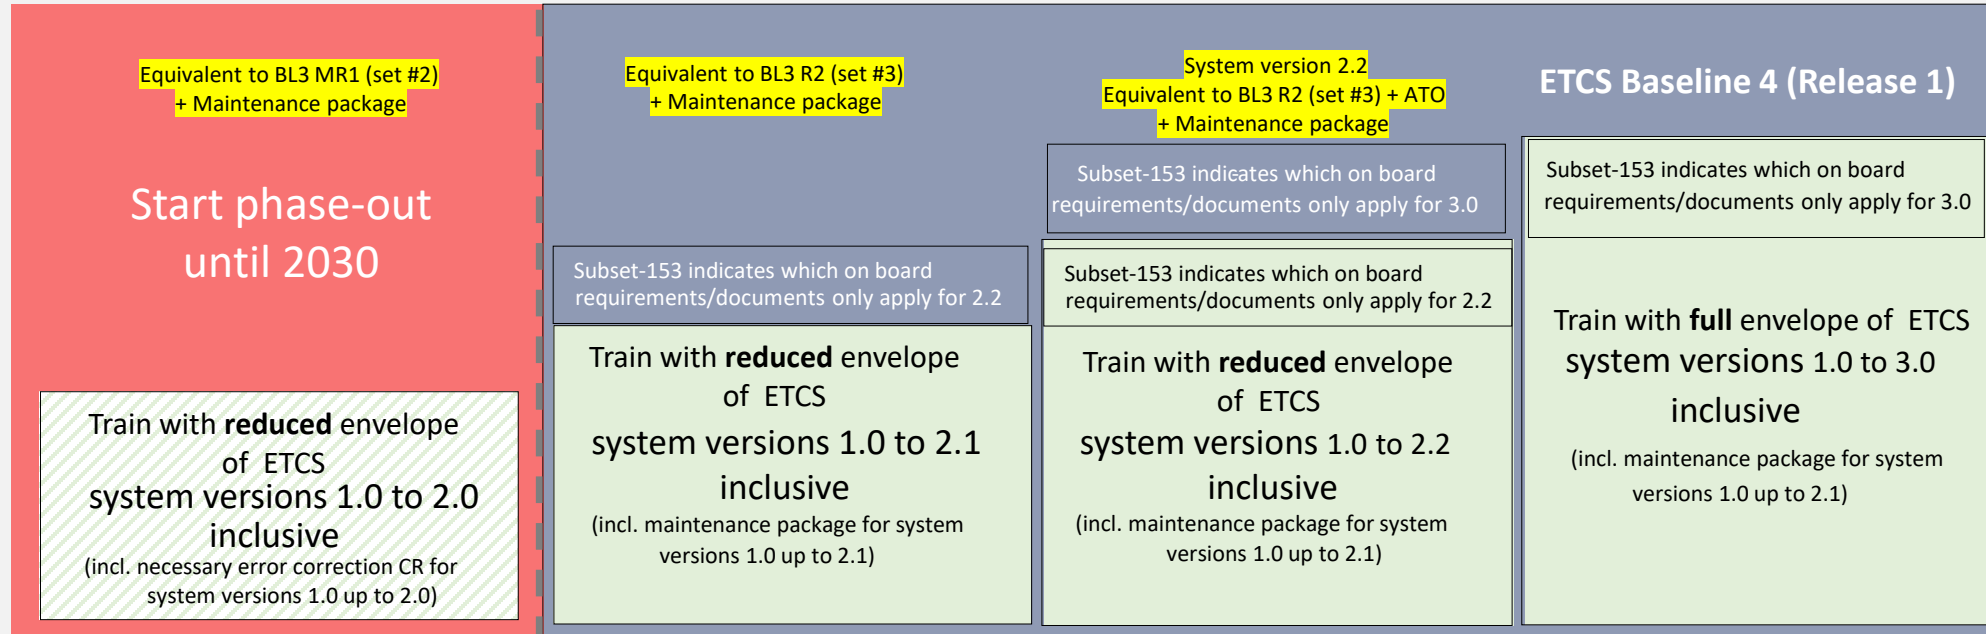 Equivalent to BL3 MR1 (set #2)
+ Maintenance package
Start phase-out
until 2030
Train with reduced envelope
of ETCS
system versions 1.0 to 2.0
inclusive
(incl. necessary error correction CR for
system versions 1.0 up to 2.0)
Equivalent to BL3 R2 (set #3)
+ Maintenance package
Subset-153 indicates which on board
requirements/documents only apply for 2.2
Train with reduced envelope
of ETCS
system versions 1.0 to 2.1
inclusive
(incl. maintenance package for system
versions 1.0 up to 2.1)
System version 2.2
Equivalent to BL3 R2 (set #3) + ATO
+ Maintenance package
Subset-153 indicates which on board
requirements/documents only apply for 3.0
Subset-153 indicates which on board
requirements/documents only apply for 2.2
Train with reduced envelope
of ETCS
system versions 1.0 to 2.2
inclusive
(incl. maintenance package for system
versions 1.0 up to 2.1)
ETCS Baseline 4 (Release 1)
Subset-153 indicates which on board
requirements/documents only apply for 3.0
Train with full envelope of ETCS
system versions 1.0 to 3.0
inclusive
(incl. maintenance package for system
versions 1.0 up to 2.1)